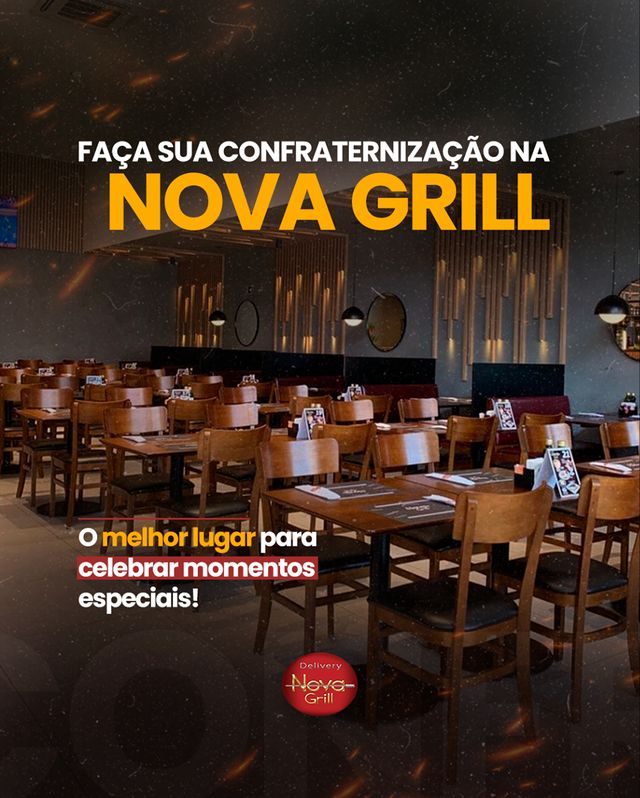 FAÇA SUA CONFRATERNIZAÇÃO NA
NOVA GRILL
O melhor lugar para
celebrar momentos
especiais!
Delivery
Nova
Grill